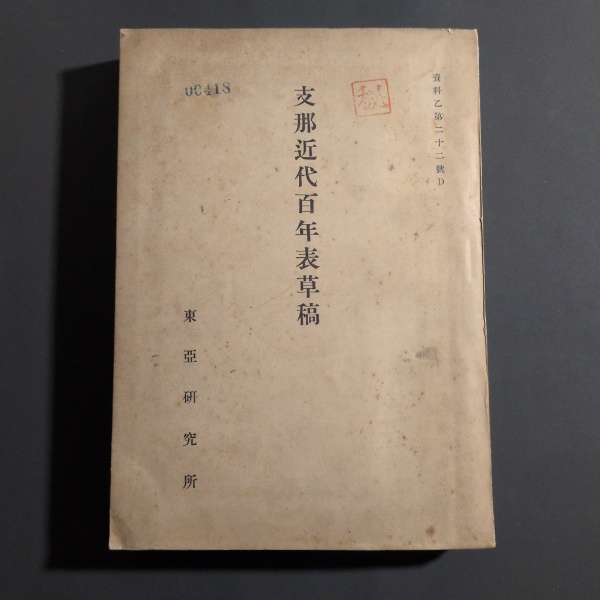 資料乙第二十二號D
支那近代百年表草稿
00418
東亞研究所